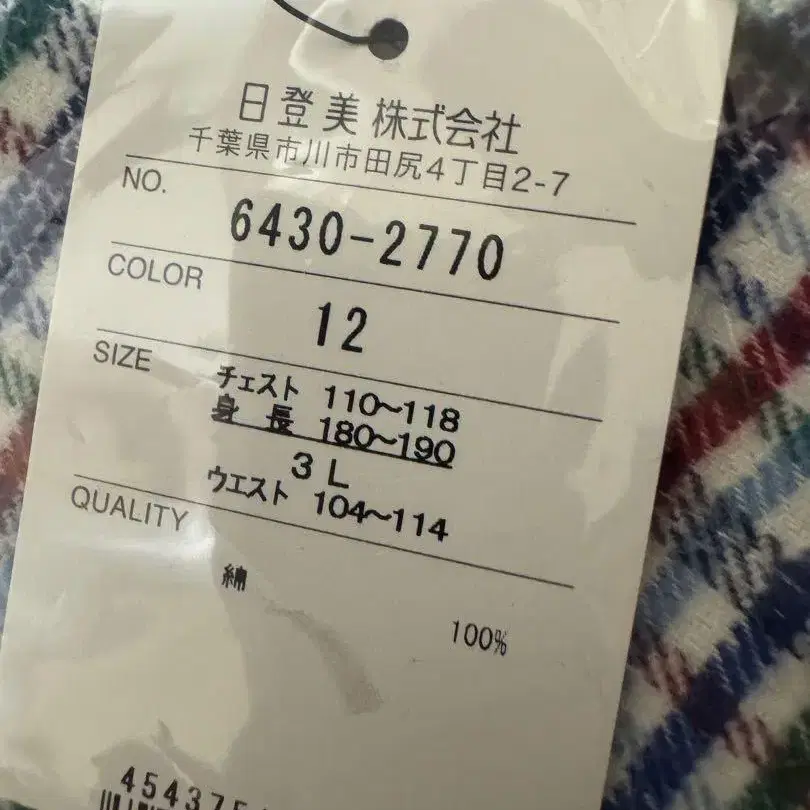 日登美株式会社
千葉県市川市田尻4丁目2-7
NO.
6430-2770
COLOR
12
SIZE
チェスト 110～118
身長 180～190
3L
ウエスト 104～114
QUALITY
綿
100%
454375